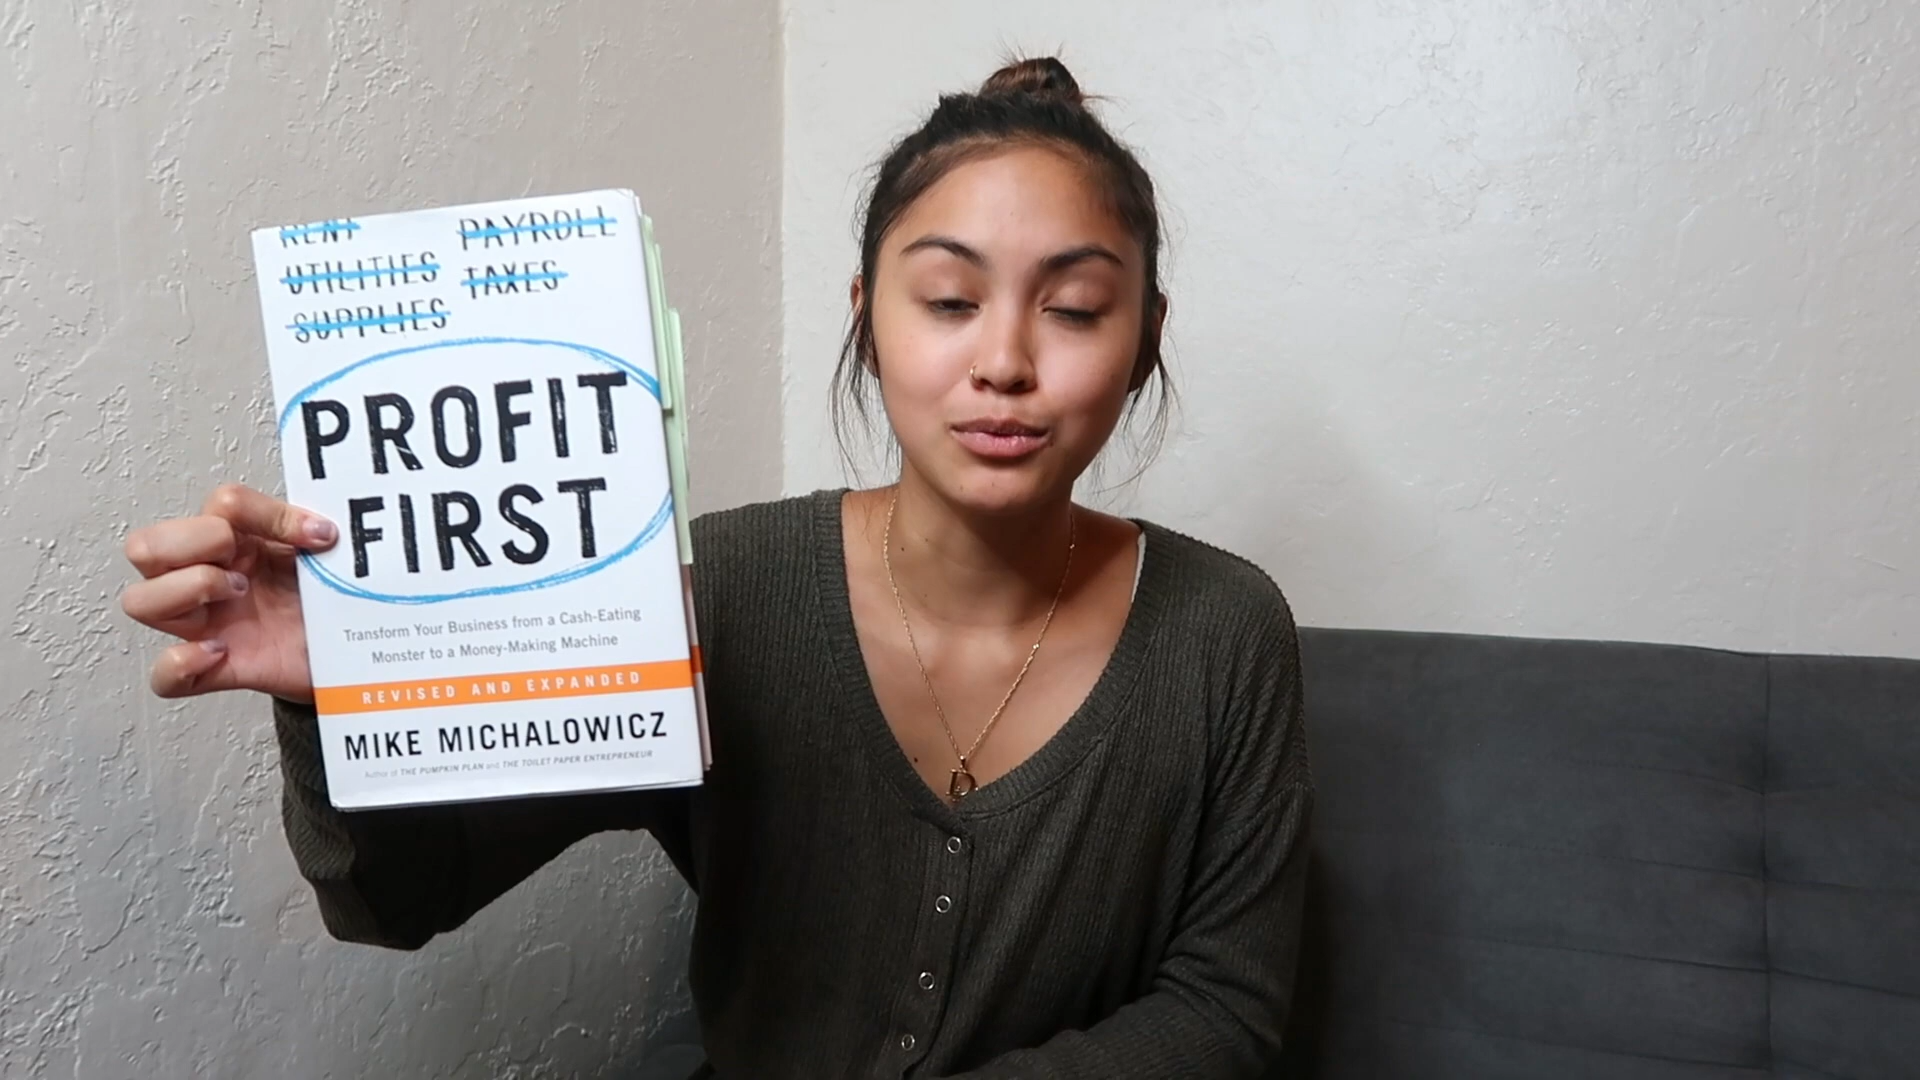 RENT PAYROLL
UTILITIES TAXES
SUPPLIES
PROFIT
FIRST
Transform Your Business from a Cash-Eating
Monster to a Money-Making Machine
REVISED AND EXPANDED
MIKE MICHALOWICZ
Author of THE PUMPKIN PLAN and THE TOILET PAPER ENTREPRENEUR
D